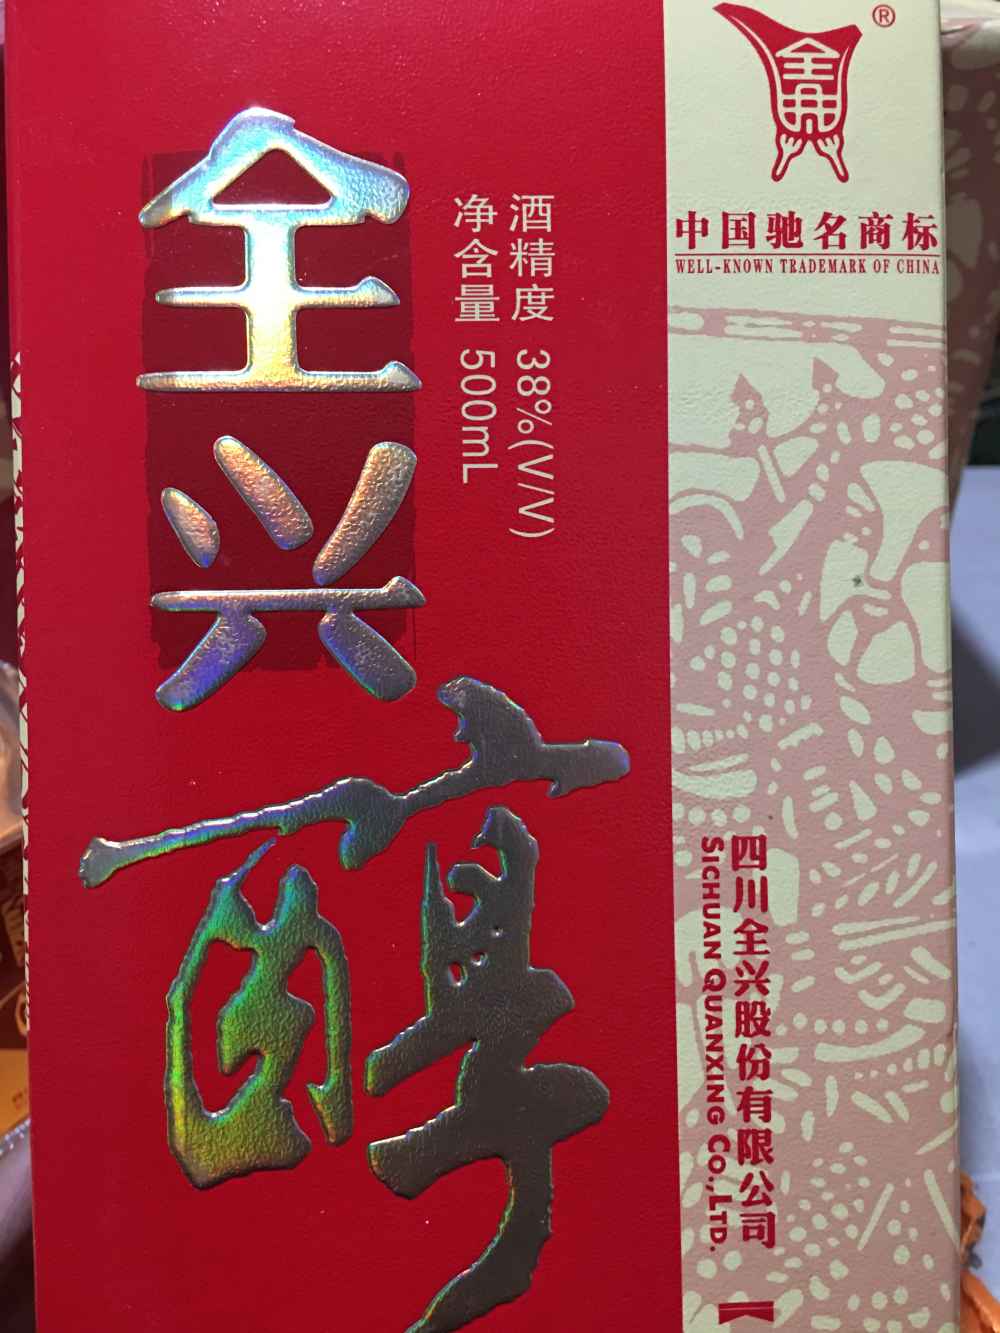 全兴
醇
酒精度 38%(V/V)
净含量 500mL
全興
®
中国驰名商标
WELL-KNOWN TRADEMARK OF CHINA
四川全兴股份有限公司
SICHUAN QUANXING CO.,LTD.